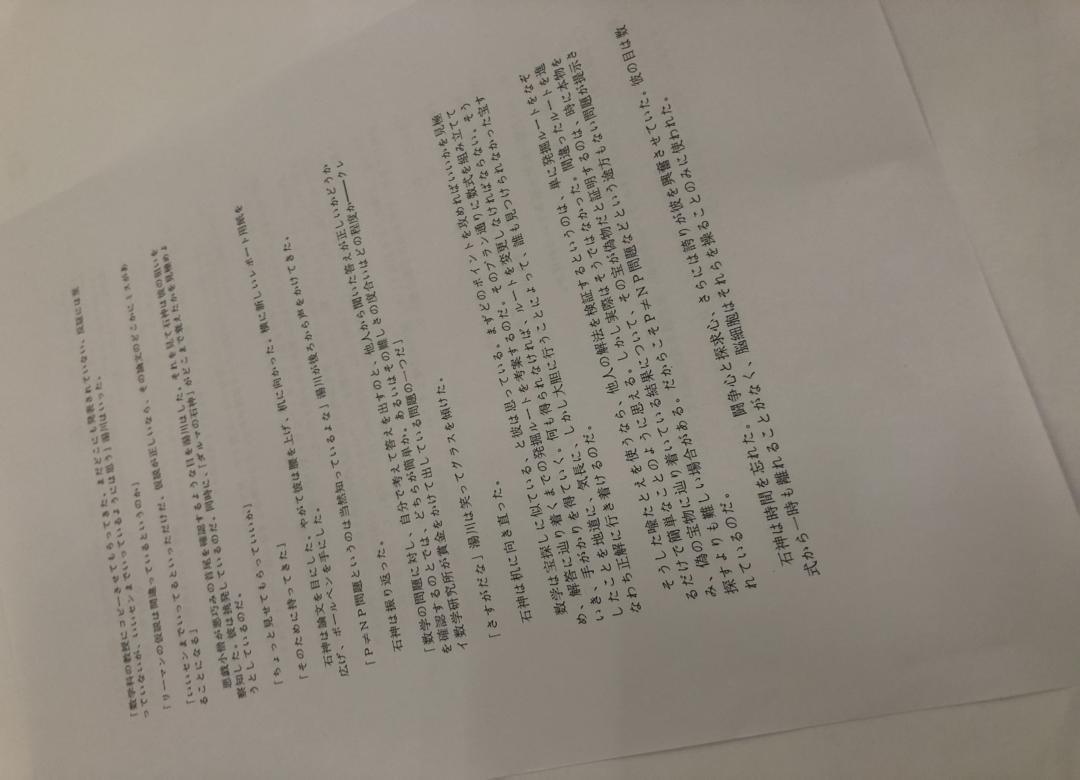 「数学科の教授にコピーさせてもらってきた。まだどこにも発表されていない。反証には至
っていないが、いいセンまでいっているようには思う」湯川はいった。
「リーマンの仮説は間違っているというのか」
「いいセンまでいってるといっただけだ。仮説が正しいなら、その論文のどこかにミスがあ
ることになる」
悪戯小僧が悪巧みの首尾を確認するような目を湯川はした。それを見て石神は彼の狙いを
察知した。彼は挑発しているのだ。同時に、「ダルマの石神」がどこまで衰えたかを見極めよ
うとしているのだ。
「ちょっと見せてもらっていいか」
「そのために持ってきた」
石神は論文を目にした。やがて彼は腰を上げ、机に向かった。横に新しいレポート用紙を
広げ、ボールペンを手にした。
「P≠NP問題というのは当然知っているよな」湯川が後ろから声をかけてきた。
石神は振り返った。
「数学の問題に対し、自分で考えて答えを出すのと、他人から聞いた答えが正しいかどうか
を確認するのとでは、どちらが簡単か。あるいはその難しさの度合いはどの程度か――クレ
イ数学研究所が賞金をかけて出している問題の一つだ」
「さすがだな」湯川は笑ってグラスを傾けた。
石神は机に向き直った。
数学は宝探しに似ている、と彼は思っている。まずどのポイントを攻めればいいかを見極
め、解答に辿り着くまでの発掘ルートを考案するのだ。そのプラン通りに数式を組み立てて
いき、手がかりを得ていく。何も得られなければ、ルートを変更しなければならない。そう
したことを地道に、気長に、しかし大胆に行うことによって、誰も見つけられなかった宝す
なわち正解に行き着けるのだ。
そうした喩たとえを使うなら、他人の解法を検証するというのは、単に発掘ルートをなぞ
るだけで簡単なことのように思える。しかし実際はそうではなかった。間違ったルートを進
み、偽の宝物に辿り着いている結果について、その宝が偽物だと証明するのは、時に本物を
探すよりも難しい場合がある。だからこそP≠NP問題などという途方もない問題が提示さ
れているのだ。
石神は時間を忘れた。闘争心と探求心、さらには誇りが彼を興奮させていた。彼の目は数
式から一時も離れることがなく、脳細胞はそれらを操ることのみに使われた。